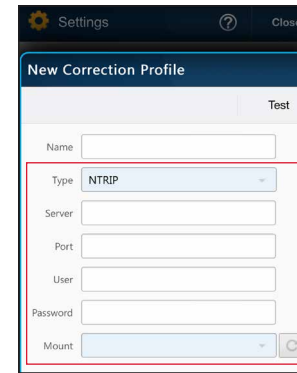 Settings ? Close
New Correction Profile
Test
Name
Type NTRIP
Server
Port
User
Password
Mount